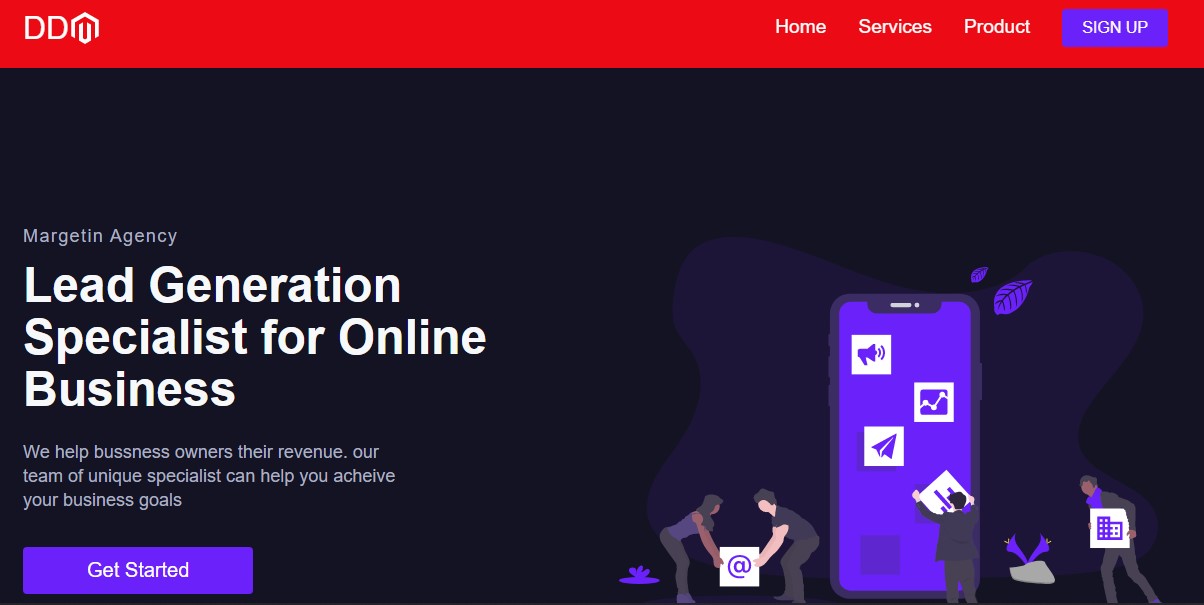 DD
Home Services Product SIGN UP
Margetin Agency
Lead Generation
Specialist for Online
Business
We help bussness owners their revenue. our
team of unique specialist can help you acheive
your business goals
Get Started
@